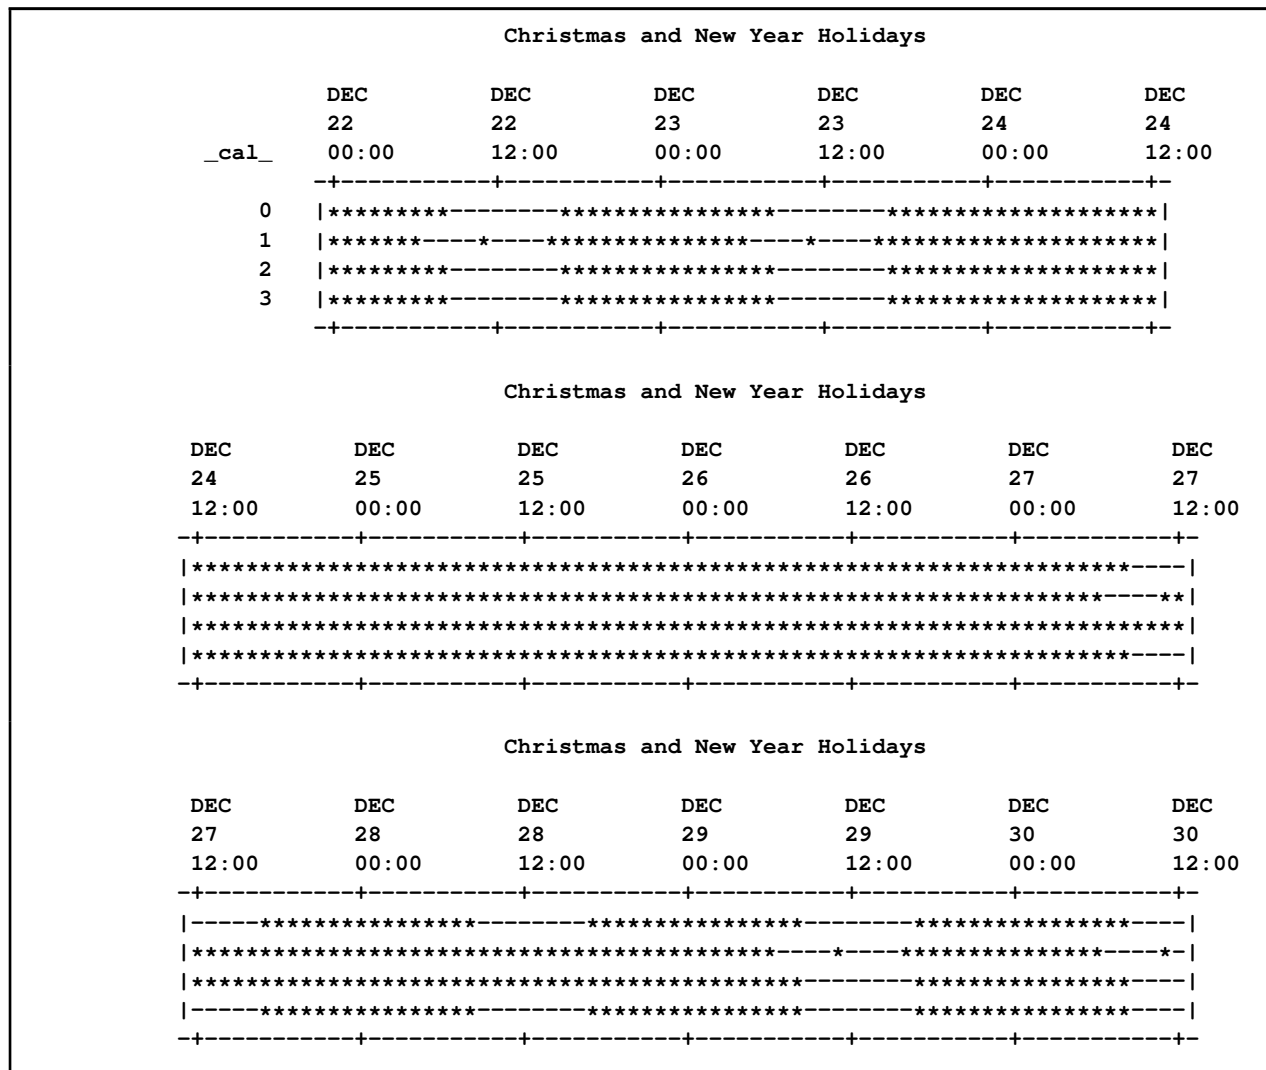 Christmas and New Year Holidays
DEC DEC DEC DEC DEC DEC
22 22 23 23 24 24
_cal_ 00:00 12:00 00:00 12:00 00:00 12:00
-+-----------+-----------+-----------+-----------+-----------+-
0 |*********--------****************--------********************|
1 |*******----*----***************----*----*********************|
2 |*********--------****************--------********************|
3 |*********--------****************--------********************|
-+-----------+-----------+-----------+-----------+-----------+-
Christmas and New Year Holidays
DEC DEC DEC DEC DEC DEC DEC
24 25 25 26 26 27 27
12:00 00:00 12:00 00:00 12:00 00:00 12:00
-+-----------+-----------+-----------+-----------+-----------+-----------+-
|*********************************************************************----|
|*******************************************************************----**|
|*************************************************************************|
|*********************************************************************----|
-+-----------+-----------+-----------+-----------+-----------+-----------+-
Christmas and New Year Holidays
DEC DEC DEC DEC DEC DEC DEC
27 28 28 29 29 30 30
12:00 00:00 12:00 00:00 12:00 00:00 12:00
-+-----------+-----------+-----------+-----------+-----------+-----------+-
|-----****************--------****************--------****************----|
|*******************************************----*----***************----*-|
|*********************************************--------****************----|
|-----****************--------****************--------****************----|
-+-----------+-----------+-----------+-----------+-----------+-----------+-